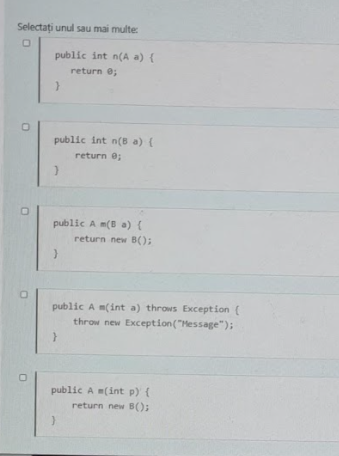 Selectați unul sau mai multe:
public int n(A a) {
return 0;
}
public int n(B a) {
return 0;
}
public A m(B a) {
return new B();
}
public A m(int a) throws Exception {
throw new Exception("Message");
}
public A m(int p) {
return new B();
}